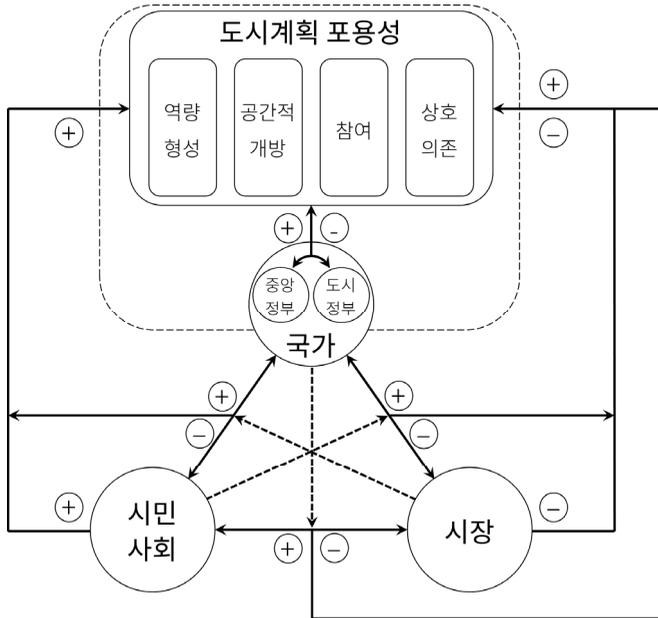 도시계획 포용성
역량
형성
공간적
개방
참여
상호
의존
+
−
+
+
-
중앙
정부
도시
정부
국가
+
−
+
−
+
시민
사회
+
−
시장
−